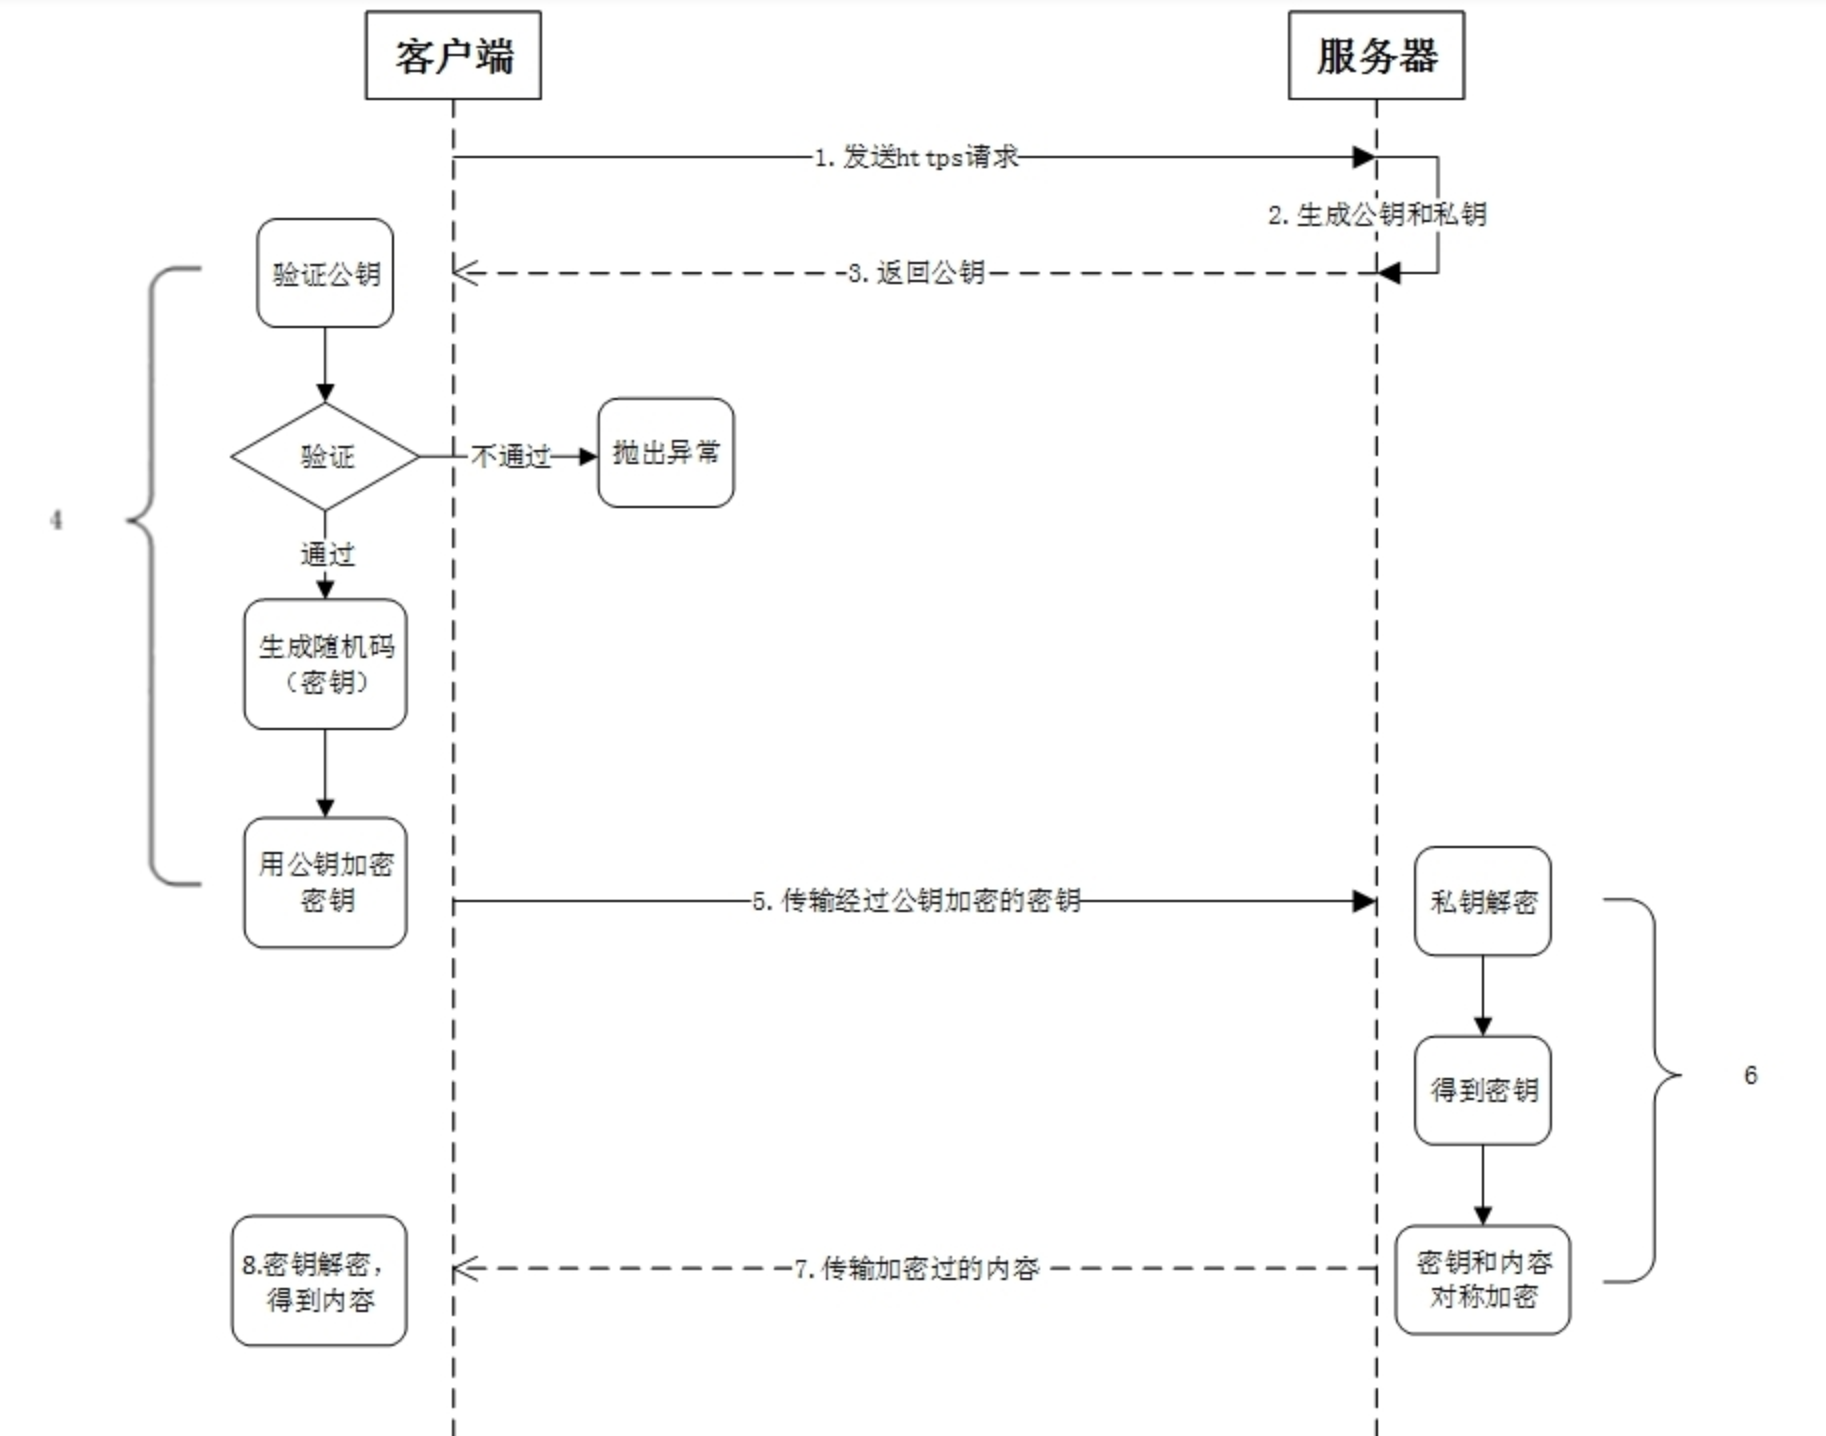 客户端
服务器
1.发送https请求
2.生成公钥和私钥
3.返回公钥
验证公钥
验证
不通过
抛出异常
4
通过
生成随机码
（密钥）
用公钥加密
密钥
5.传输经过公钥加密的密钥
私钥解密
得到密钥
6
密钥和内容
对称加密
7.传输加密过的内容
8.密钥解密，
得到内容